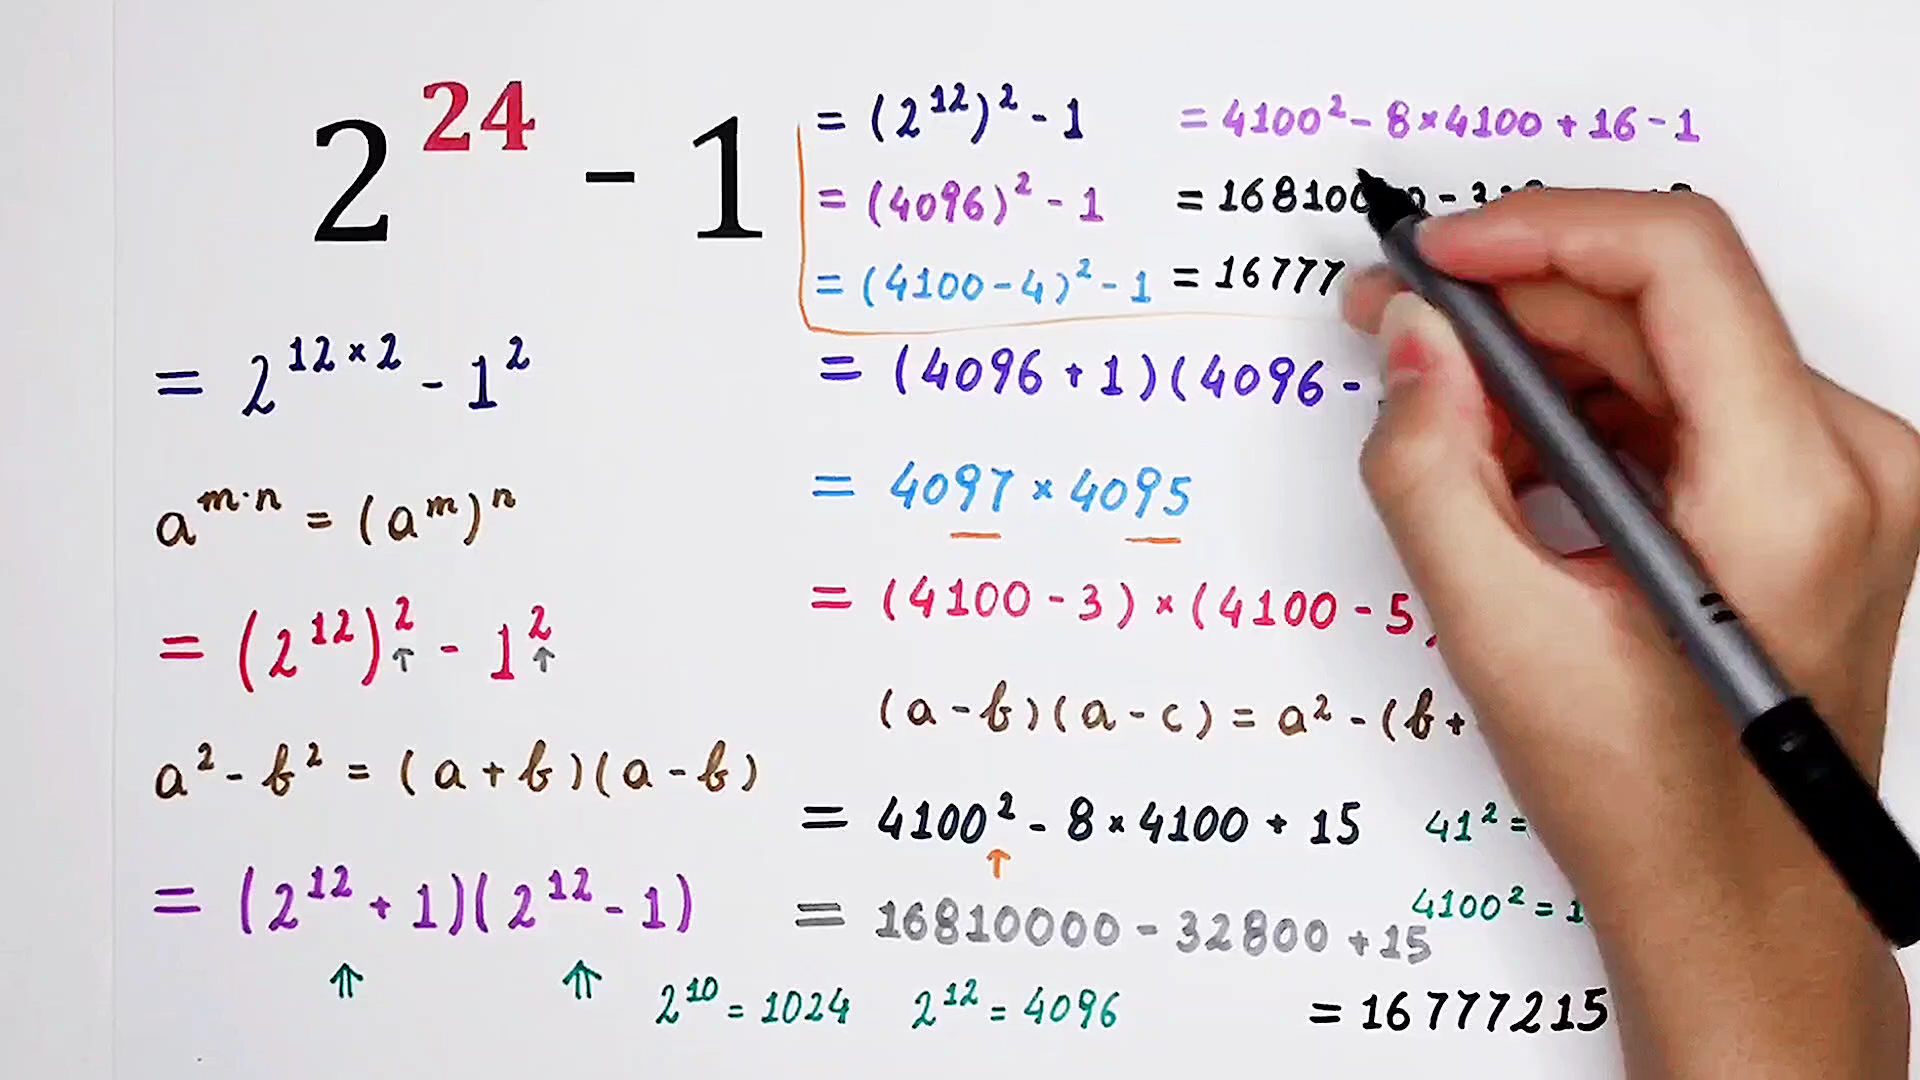 2^24 - 1
= 2^12×2 - 1^2
a^m·n = (a^m)^n
= (2^12)^2 - 1^2
↑ ↑
a^2 - b^2 = (a + b)(a - b)
= (2^12 + 1)(2^12 - 1)
↑ ↑
2^10 = 1024 2^12 = 4096
= (2^12)^2 - 1
= (4096)^2 - 1
= (4100 - 4)^2 - 1
= 4100^2 - 8×4100 + 16 - 1
= 168100
= 16777
= (4096 + 1)(4096 -
= 4097 × 4095
= (4100 - 3) × (4100 - 5)
(a - b)(a - c) = a^2 - (b +
= 4100^2 - 8×4100 + 15
↑
41^2 =
4100^2 = 1
= 16810000 - 32800 + 15
= 16777215